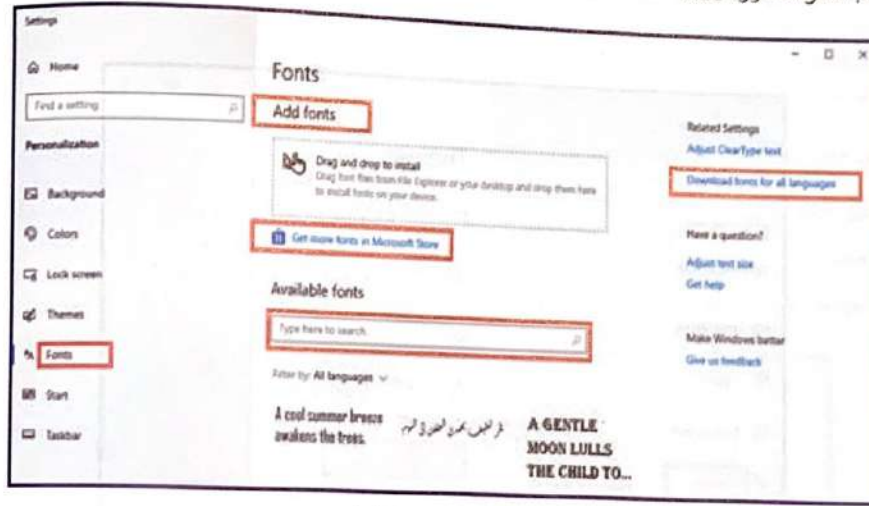 Settings
Home
Find a setting
Personalization
Background
Colors
Lock screen
Themes
Fonts
Start
Taskbar
Fonts
Add fonts
Drag and drop to install
Drag font files from File Explorer or your desktop and drop them here
to install fonts on your device.
Get more fonts in Microsoft Store
Available fonts
Type here to search
Filter by: All languages
A cool summer breeze
awakens the trees.
A GENTLE
MOON LULLS
THE CHILD TO...
Related Settings
Adjust ClearType text
Download fonts for all languages
Have a question?
Adjust text size
Get help
Make Windows better
Give us feedback